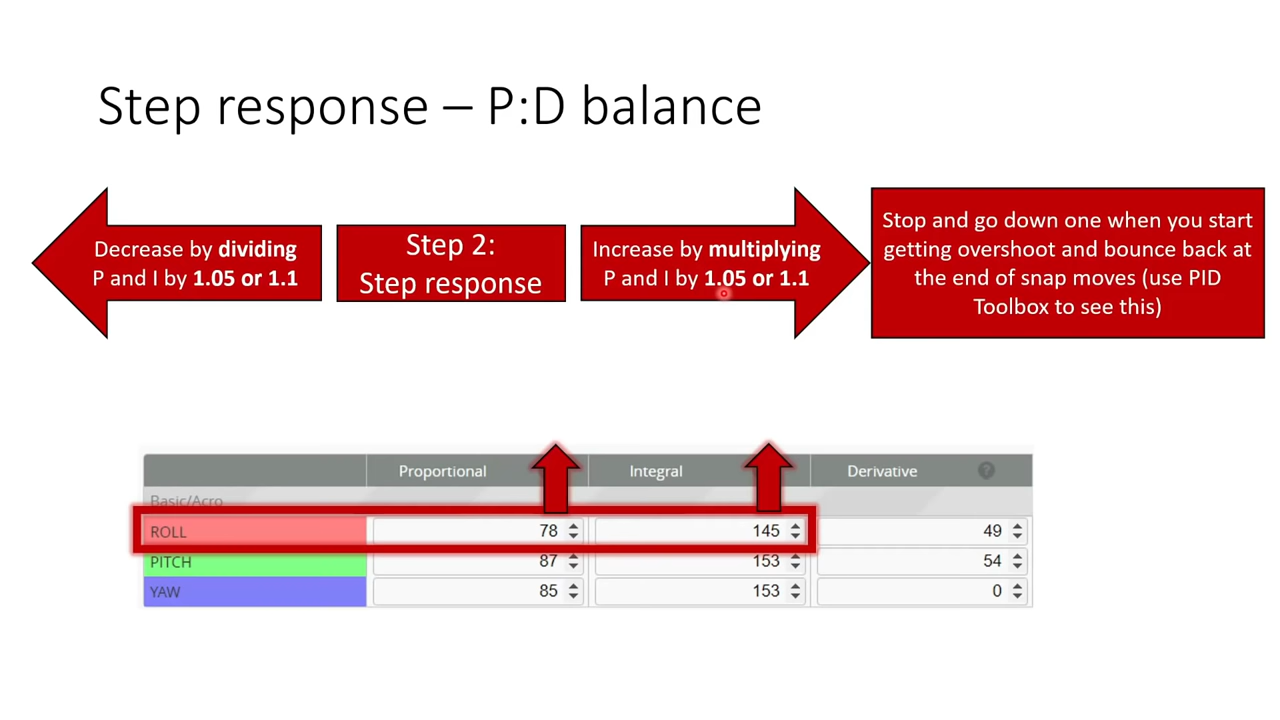 Step response – P:D balance
Decrease by dividing
P and I by 1.05 or 1.1
Step 2:
Step response
Increase by multiplying
P and I by 1.05 or 1.1
Stop and go down one when you start
getting overshoot and bounce back at
the end of snap moves (use PID
Toolbox to see this)
Proportional Integral Derivative ?
Basic/Acro
ROLL 78 145 49
PITCH 87 153 54
YAW 85 153 0